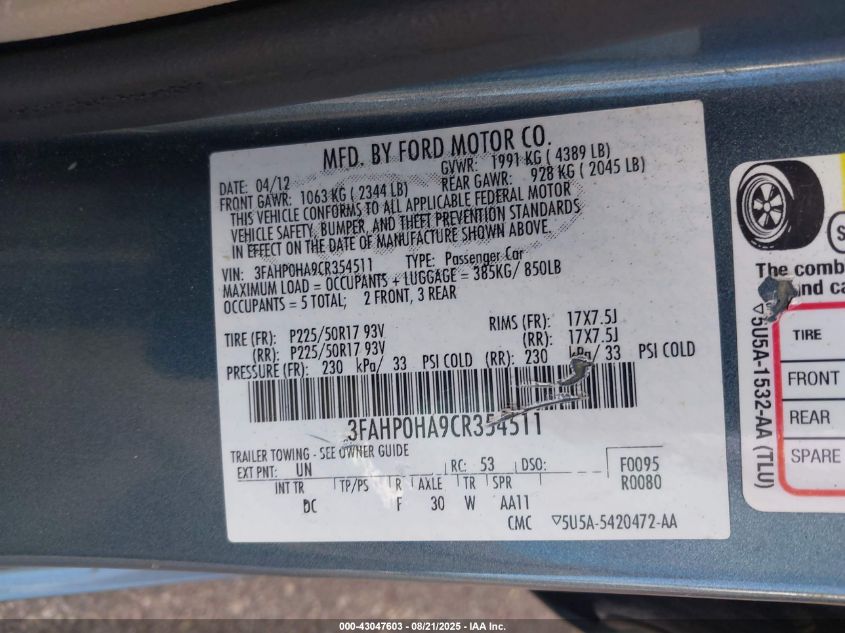 MFD. BY FORD MOTOR CO.
DATE: 04/12 GVWR: 1991 KG ( 4389 LB)
FRONT GAWR: 1063 KG ( 2344 LB) REAR GAWR: 928 KG ( 2045 LB)
THIS VEHICLE CONFORMS TO ALL APPLICABLE FEDERAL MOTOR
VEHICLE SAFETY, BUMPER, AND THEFT PREVENTION STANDARDS
IN EFFECT ON THE DATE OF MANUFACTURE SHOWN ABOVE.
VIN: 3FAHP0HA9CR354511 TYPE: Passenger Car
MAXIMUM LOAD = OCCUPANTS + LUGGAGE = 385KG/ 850LB
OCCUPANTS = 5 TOTAL; 2 FRONT, 3 REAR
TIRE (FR): P225/50R17 93V RIMS (FR): 17X7.5J
(RR): P225/50R17 93V (RR): 17X7.5J
PRESSURE (FR): 230 kPa/ 33 PSI COLD (RR): 230 kPa/ 33 PSI COLD
3FAHP0HA9CR354511
TRAILER TOWING - SEE OWNER GUIDE
EXT PNT: UN RC: 53 DSO: F0095
INT TR TP/PS R AXLE TR SPR R0080
DC F 30 W AA11
CMC ▽5U5A-5420472-AA
The comb
and ca
TIRE
FRONT
REAR
SPARE
▽5U5A-1532-AA (TLU)
000-43047603 - 08/21/2025 - IAA Inc.